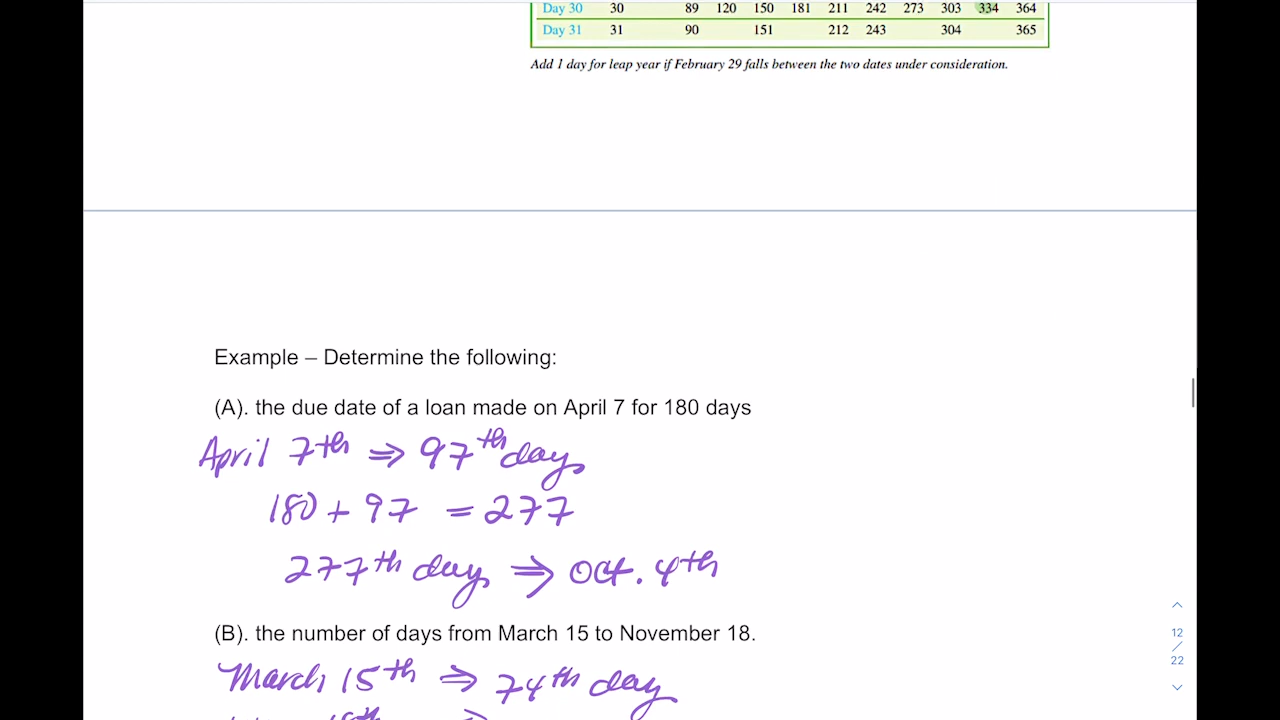 Day 30 30 89 120 150 181 211 242 273 303 334 364
Day 31 31 90 151 212 243 304 365
Add 1 day for leap year if February 29 falls between the two dates under consideration.
Example – Determine the following:
(A). the due date of a loan made on April 7 for 180 days
April 7th ⇒ 97th day
180 + 97 = 277
277th day ⇒ Oct. 4th
(B). the number of days from March 15 to November 18.
March 15th ⇒ 74th day
12
/
22